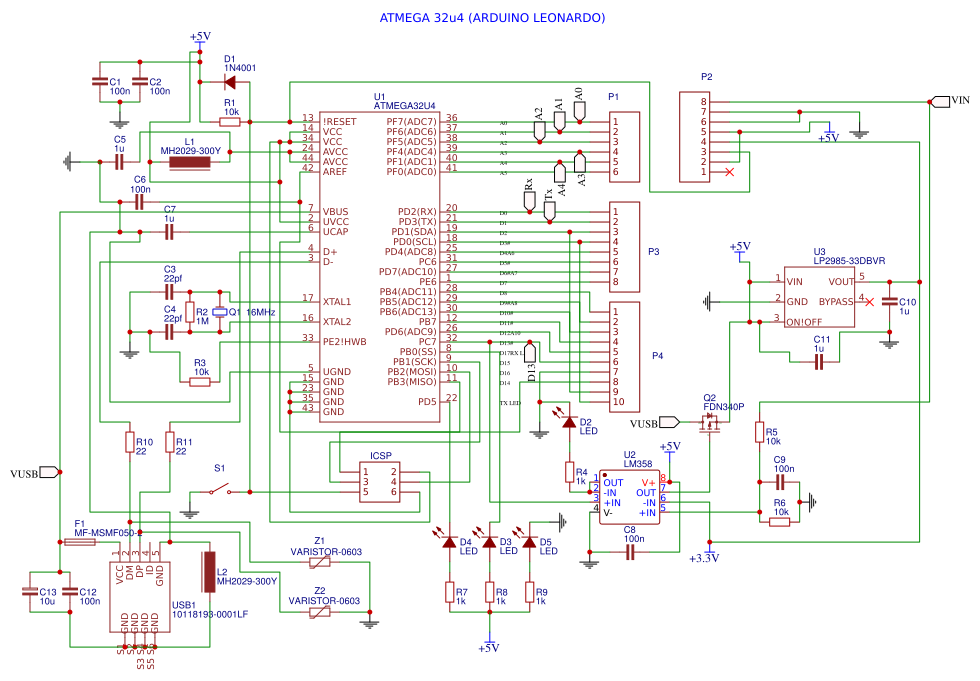 ATMEGA 32u4 (ARDUINO LEONARDO)
+5V
D1
1N4001
C1
100n
C2
100n
R1
10k
C5
1u
L1
MH2029-300Y
C6
100n
C7
1u
C3
22pf
C4
22pf
R2
1M
Q1 16MHz
R3
10k
U1
ATMEGA32U4
13 !RESET
14 VCC
34 VCC
24 AVCC
44 AVCC
42 AREF
7 VBUS
2 UVCC
6 UCAP
4 D+
3 D-
17 XTAL1
16 XTAL2
33 PE2!HWB
5 UGND
15 GND
23 GND
35 GND
43 GND
PF7(ADC7) 36
PF6(ADC6) 37
PF5(ADC5) 38
PF4(ADC4) 39
PF1(ADC1) 40
PF0(ADC0) 41
PD2(RX) 20
PD3(TX) 21
PD1(SDA) 19
PD0(SCL) 18
PD4(ADC8) 25
PC6 31
PD7(ADC10) 27
PE6 1
PB4(ADC11) 28
PB5(ADC12) 29
PB6(ADC13) 30
PB7 12
PD6(ADC9) 26
PC7 32
PB0(SS) 8
PB1(SCK) 9
PB2(MOSI) 10
PB3(MISO) 11
PD5 22
A0
A1
A2
A3
A4
A5
D0
D1
D2
D3#
D4A6
D5#
D6#A7
D7
D10#
D11#
D12A10
D13#
D15
D16
D14
TX LED
A2
A1
A0
A4
A3
Rx
Tx
D13
P1
1
2
3
4
5
6
P2
8
7
6
5
4
3
2
1
VIN
+5V
P3
1
2
3
4
5
6
7
8
P4
1
2
3
4
5
6
7
8
9
10
+5V
U3
LP2985-33DBVR
1 VIN
2 GND
3 ON!OFF
VOUT 5
BYPASS 4
C10
1u
C11
1u
Q2
FDN340P
VUSB
+5V
R5
10k
C9
100n
R6
10k
+3.3V
D2
LED
R4
1k
U2
LM358
1 OUT
2 -IN
3 +IN
4 V-
V+ 8
OUT 7
-IN 6
+IN 5
C8
100n
ICSP
1 2
3 4
5 6
S1
R10
22
R11
22
VUSB
F1
MF-MSMF050-2
1 2 3 4 5
VCC
DM
DP
ID
GND
GND
GND
GND
GND
USB1
10118193-0001LF
L2
MH2029-300Y
C13
10u
C12
100n
Z1
VARISTOR-0603
Z2
VARISTOR-0603
D4
LED
D3
LED
D5
LED
R7
1k
R8
1k
R9
1k
+5V